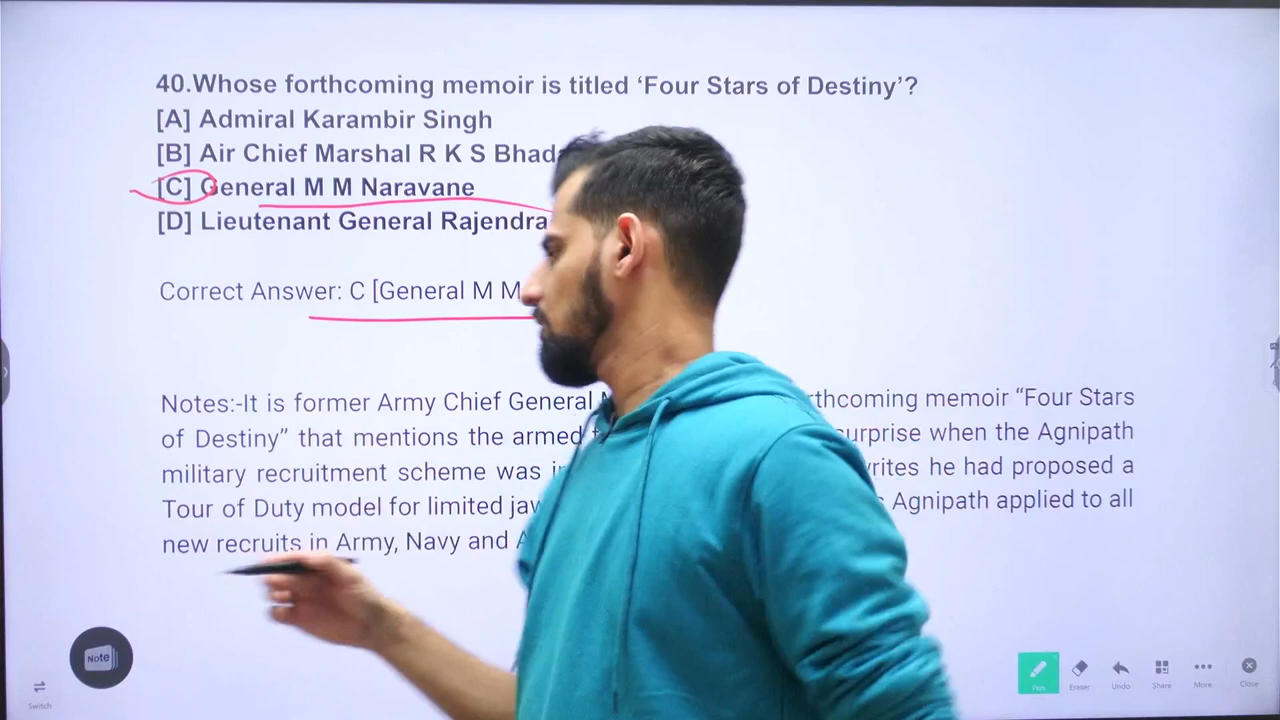 40.Whose forthcoming memoir is titled ‘Four Stars of Destiny’?
[A] Admiral Karambir Singh
[B] Air Chief Marshal R K S
[C] General M M Naravane
[D] Lieutenant General Rajendra
Correct Answer: C [General M M
Notes:-It is former Army Chief General forthcoming memoir “Four Stars
of Destiny” that mentions the armed surprise when the Agnipath
military recruitment scheme was writes he had proposed a
Tour of Duty model for limited Agnipath applied to all
new recruits in Army, Navy and
Note
Switch
Pen
Eraser
Undo
Share
More
Close